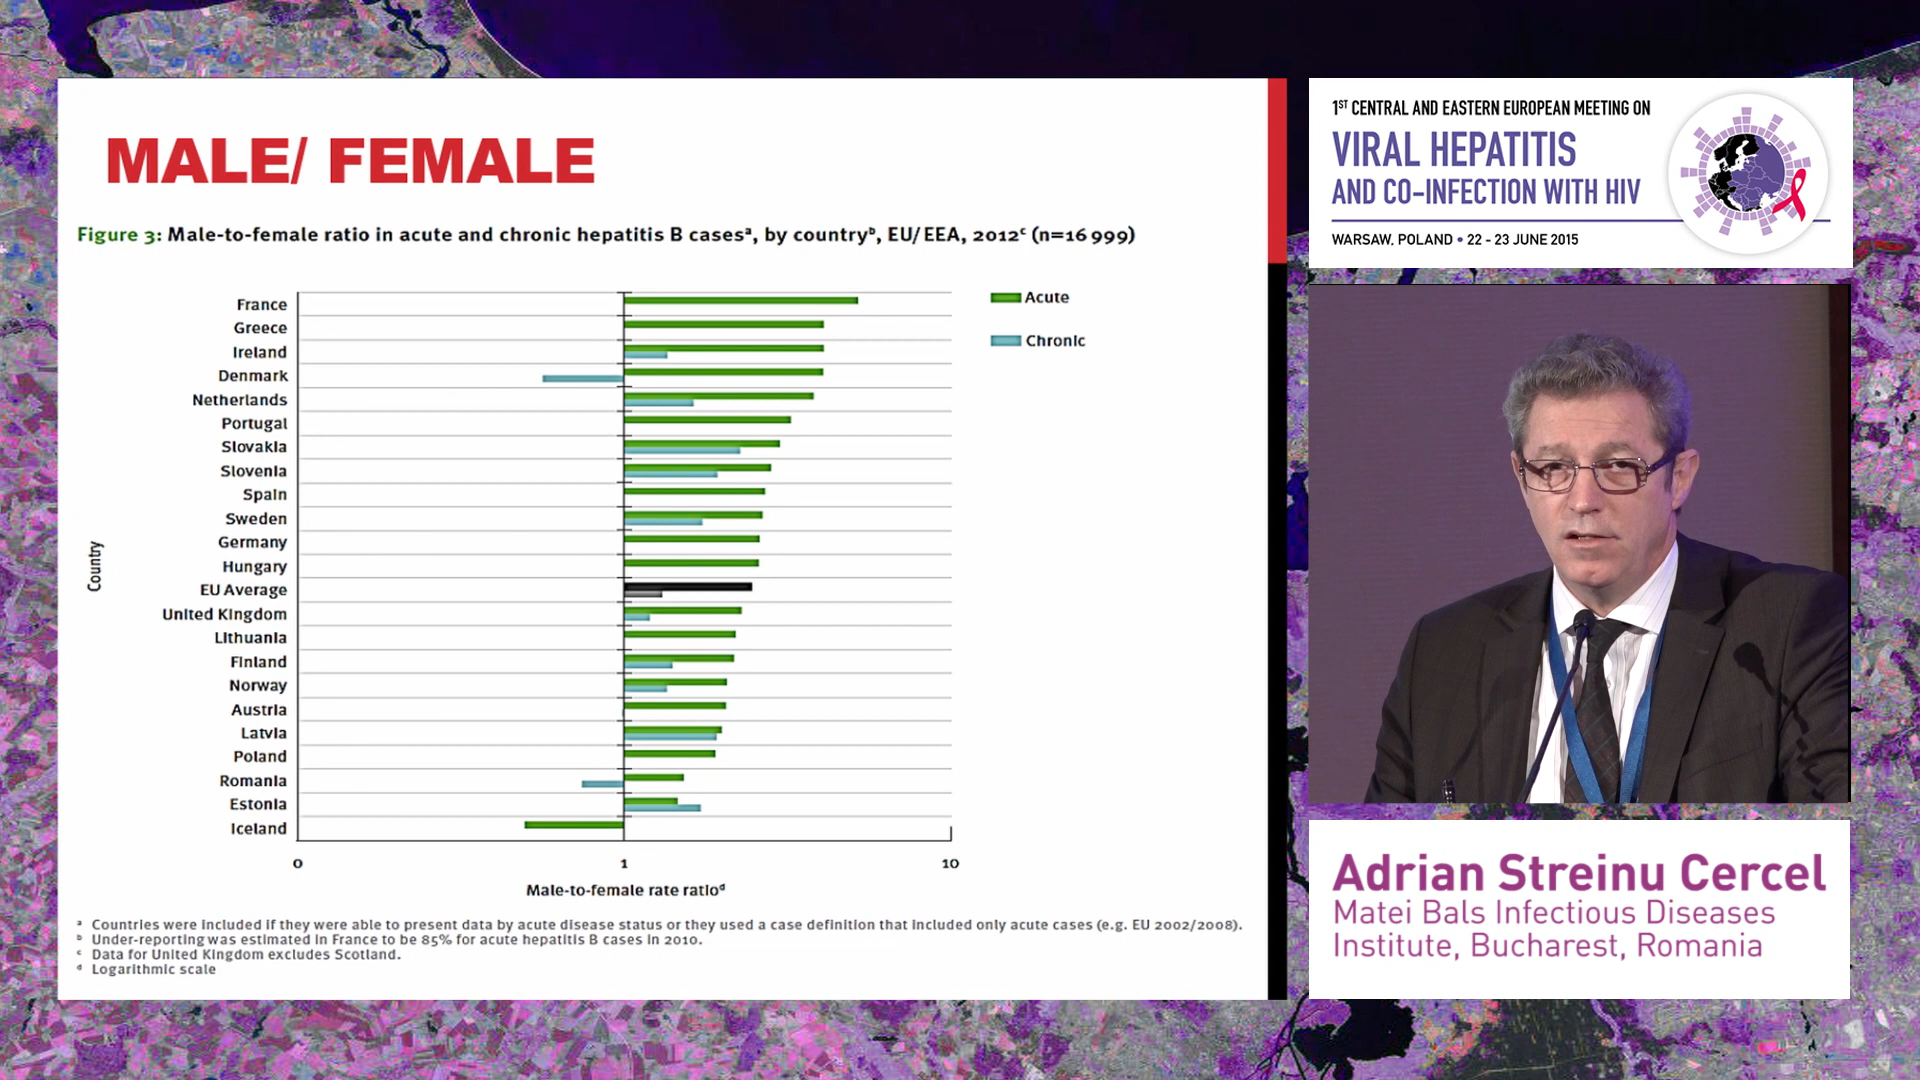 MALE/ FEMALE
Figure 3: Male-to-female ratio in acute and chronic hepatitis B casesᵃ, by countryᵇ, EU/EEA, 2012ᶜ (n=16 999)
Country
France
Greece
Ireland
Denmark
Netherlands
Portugal
Slovakia
Slovenia
Spain
Sweden
Germany
Hungary
EU Average
United Kingdom
Lithuania
Finland
Norway
Austria
Latvia
Poland
Romania
Estonia
Iceland
0 1 10
Male-to-female rate ratioᵈ
Acute
Chronic
ᵃ Countries were included if they were able to present data by acute disease status or they used a case definition that included only acute cases (e.g. EU 2002/2008).
ᵇ Under-reporting was estimated in France to be 85% for acute hepatitis B cases in 2010.
ᶜ Data for United Kingdom excludes Scotland.
ᵈ Logarithmic scale
1ST CENTRAL AND EASTERN EUROPEAN MEETING ON
VIRAL HEPATITIS
AND CO-INFECTION WITH HIV
WARSAW, POLAND • 22 - 23 JUNE 2015
Adrian Streinu Cercel
Matei Bals Infectious Diseases
Institute, Bucharest, Romania